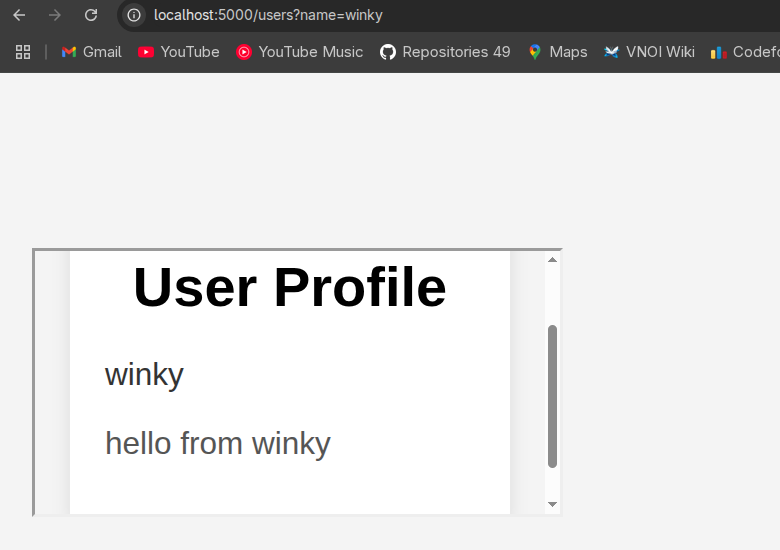 localhost:5000/users?name=winky
Gmail YouTube YouTube Music Repositories 49 Maps VNOI Wiki
User Profile
winky
hello from winky